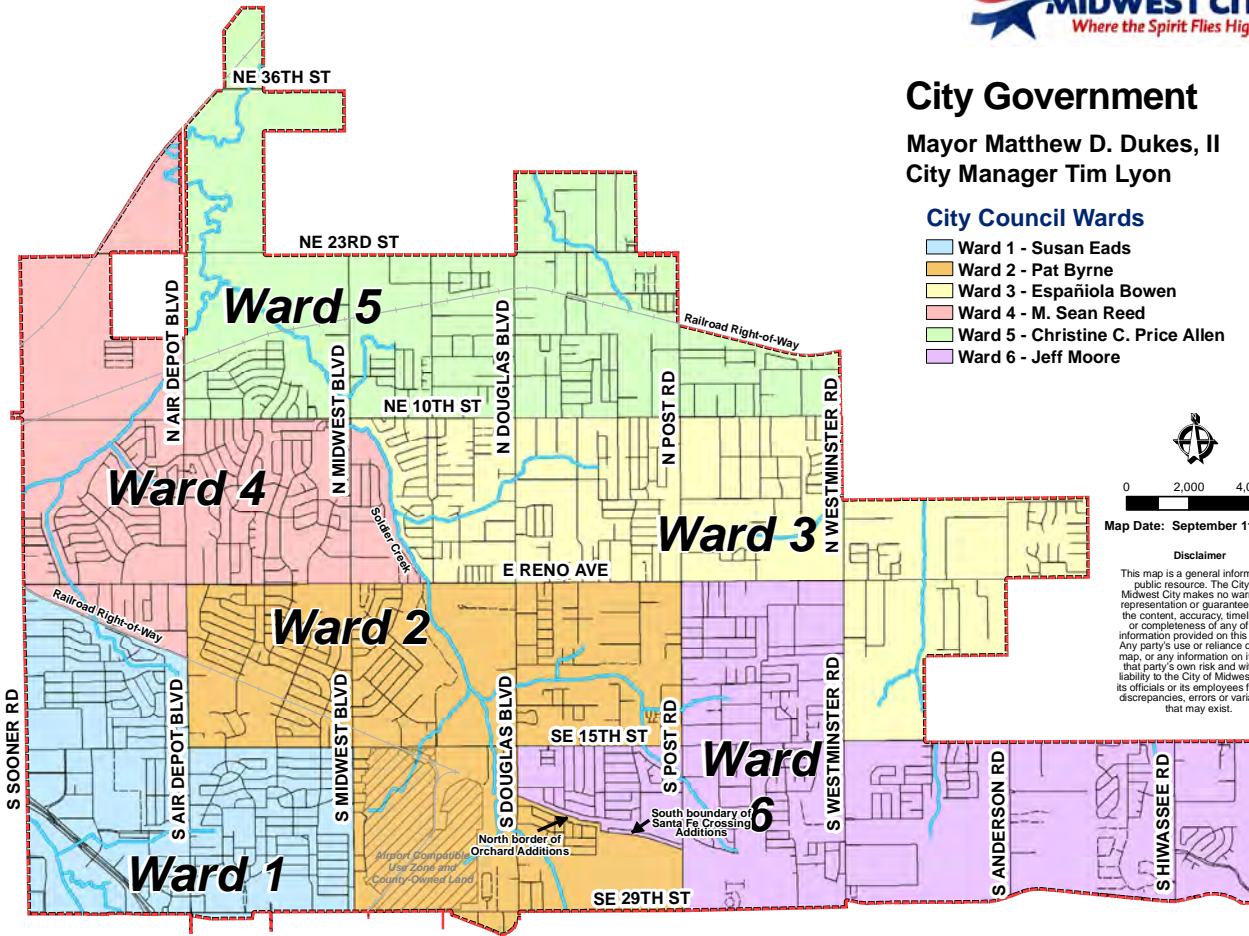 MIDWEST CIT
Where the Spirit Flies Hig
City Government
Mayor Matthew D. Dukes, II
City Manager Tim Lyon
City Council Wards
Ward 1 - Susan Eads
Ward 2 - Pat Byrne
Ward 3 - Españiola Bowen
Ward 4 - M. Sean Reed
Ward 5 - Christine C. Price Allen
Ward 6 - Jeff Moore
0 2,000 4,0
Map Date: September 1
Disclaimer
This map is a general inform
public resource. The City
Midwest City makes no warr
representation or guarantee
the content, accuracy, timeli
or completeness of any of
information provided on this
Any party's use or reliance o
map, or any information on i
that party's own risk and wi
liability to the City of Midwes
its officials or its employees f
discrepancies, errors or varia
that may exist.
NE 36TH ST
NE 23RD ST
N AIR DEPOT BLVD
Ward 5
N MIDWEST BLVD
N DOUGLAS BLVD
Railroad Right-of-Way
NE 10TH ST
N POST RD
N WESTMINSTER RD
Ward 4
Soldier Creek
Ward 3
E RENO AVE
Railroad Right-of-Way
Ward 2
S SOONER RD
S AIR DEPOT BLVD
S MIDWEST BLVD
S DOUGLAS BLVD
SE 15TH ST
S POST RD
Ward
6
S WESTMINSTER RD
S ANDERSON RD
S HIWASSEE RD
North border of
Orchard Additions
South boundary of
Santa Fe Crossing
Additions
Ward 1
Airport Compatible
Use Zone and
County-Owned Land
SE 29TH ST